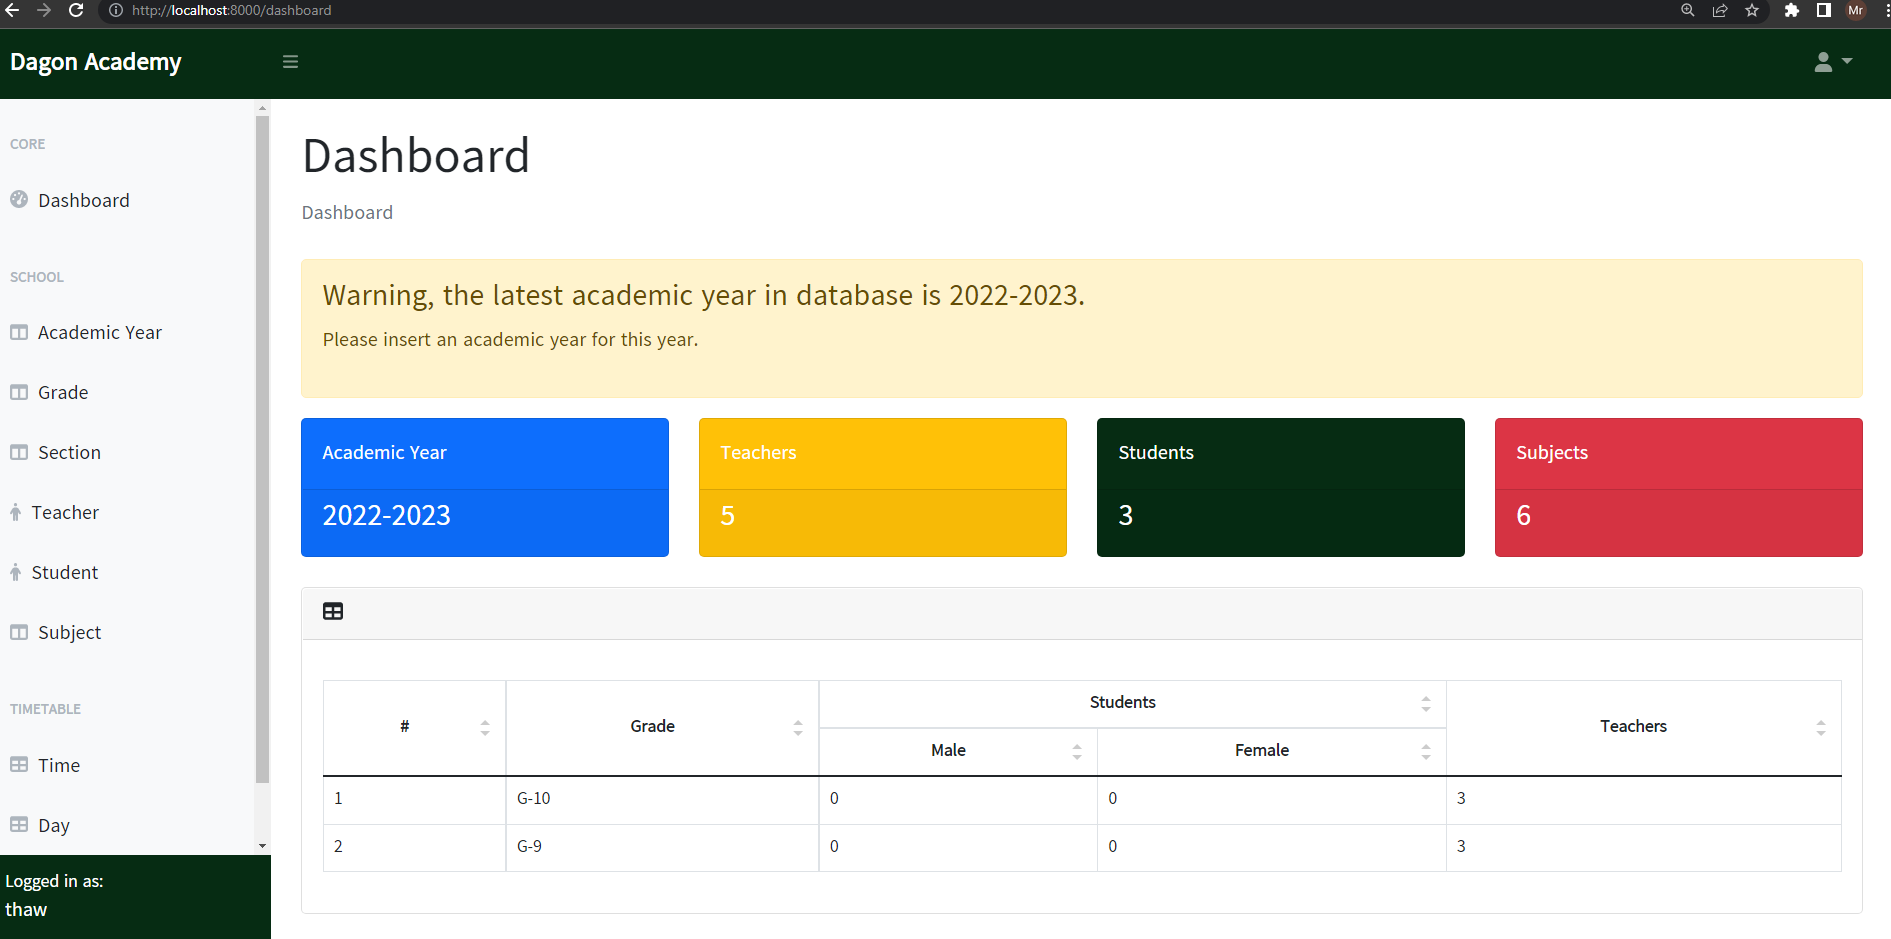 http://localhost:8000/dashboard
Mr
Dagon Academy
CORE
Dashboard
SCHOOL
Academic Year
Grade
Section
Teacher
Student
Subject
TIMETABLE
Time
Day
Logged in as:
thaw
Dashboard
Dashboard
Warning, the latest academic year in database is 2022-2023.
Please insert an academic year for this year.
Academic Year
2022-2023
Teachers
5
Students
3
Subjects
6
# Grade Students Teachers
Male Female
1 G-10 0 0 3
2 G-9 0 0 3